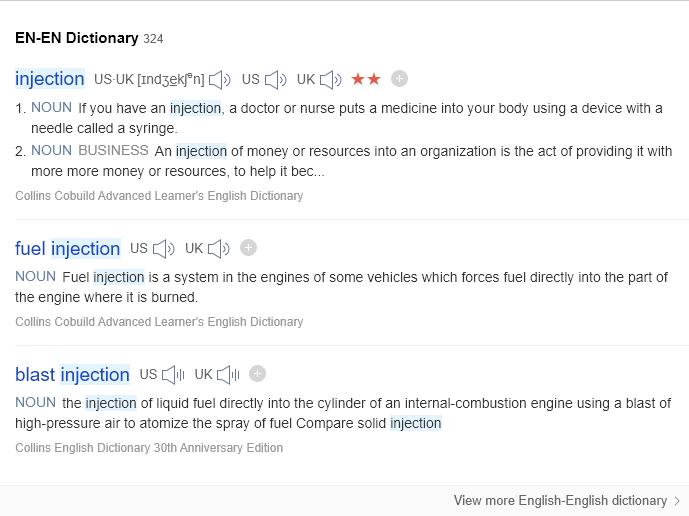 EN-EN Dictionary 324
injection US·UK [ɪndʒekʃᵊn] US UK ★★
1. NOUN If you have an injection, a doctor or nurse puts a medicine into your body using a device with a
needle called a syringe.
2. NOUN BUSINESS An injection of money or resources into an organization is the act of providing it with
more more money or resources, to help it bec...
Collins Cobuild Advanced Learner's English Dictionary
fuel injection US UK
NOUN Fuel injection is a system in the engines of some vehicles which forces fuel directly into the part of
the engine where it is burned.
Collins Cobuild Advanced Learner's English Dictionary
blast injection US UK
NOUN the injection of liquid fuel directly into the cylinder of an internal-combustion engine using a blast of
high-pressure air to atomize the spray of fuel Compare solid injection
Collins English Dictionary 30th Anniversary Edition
View more English-English dictionary >